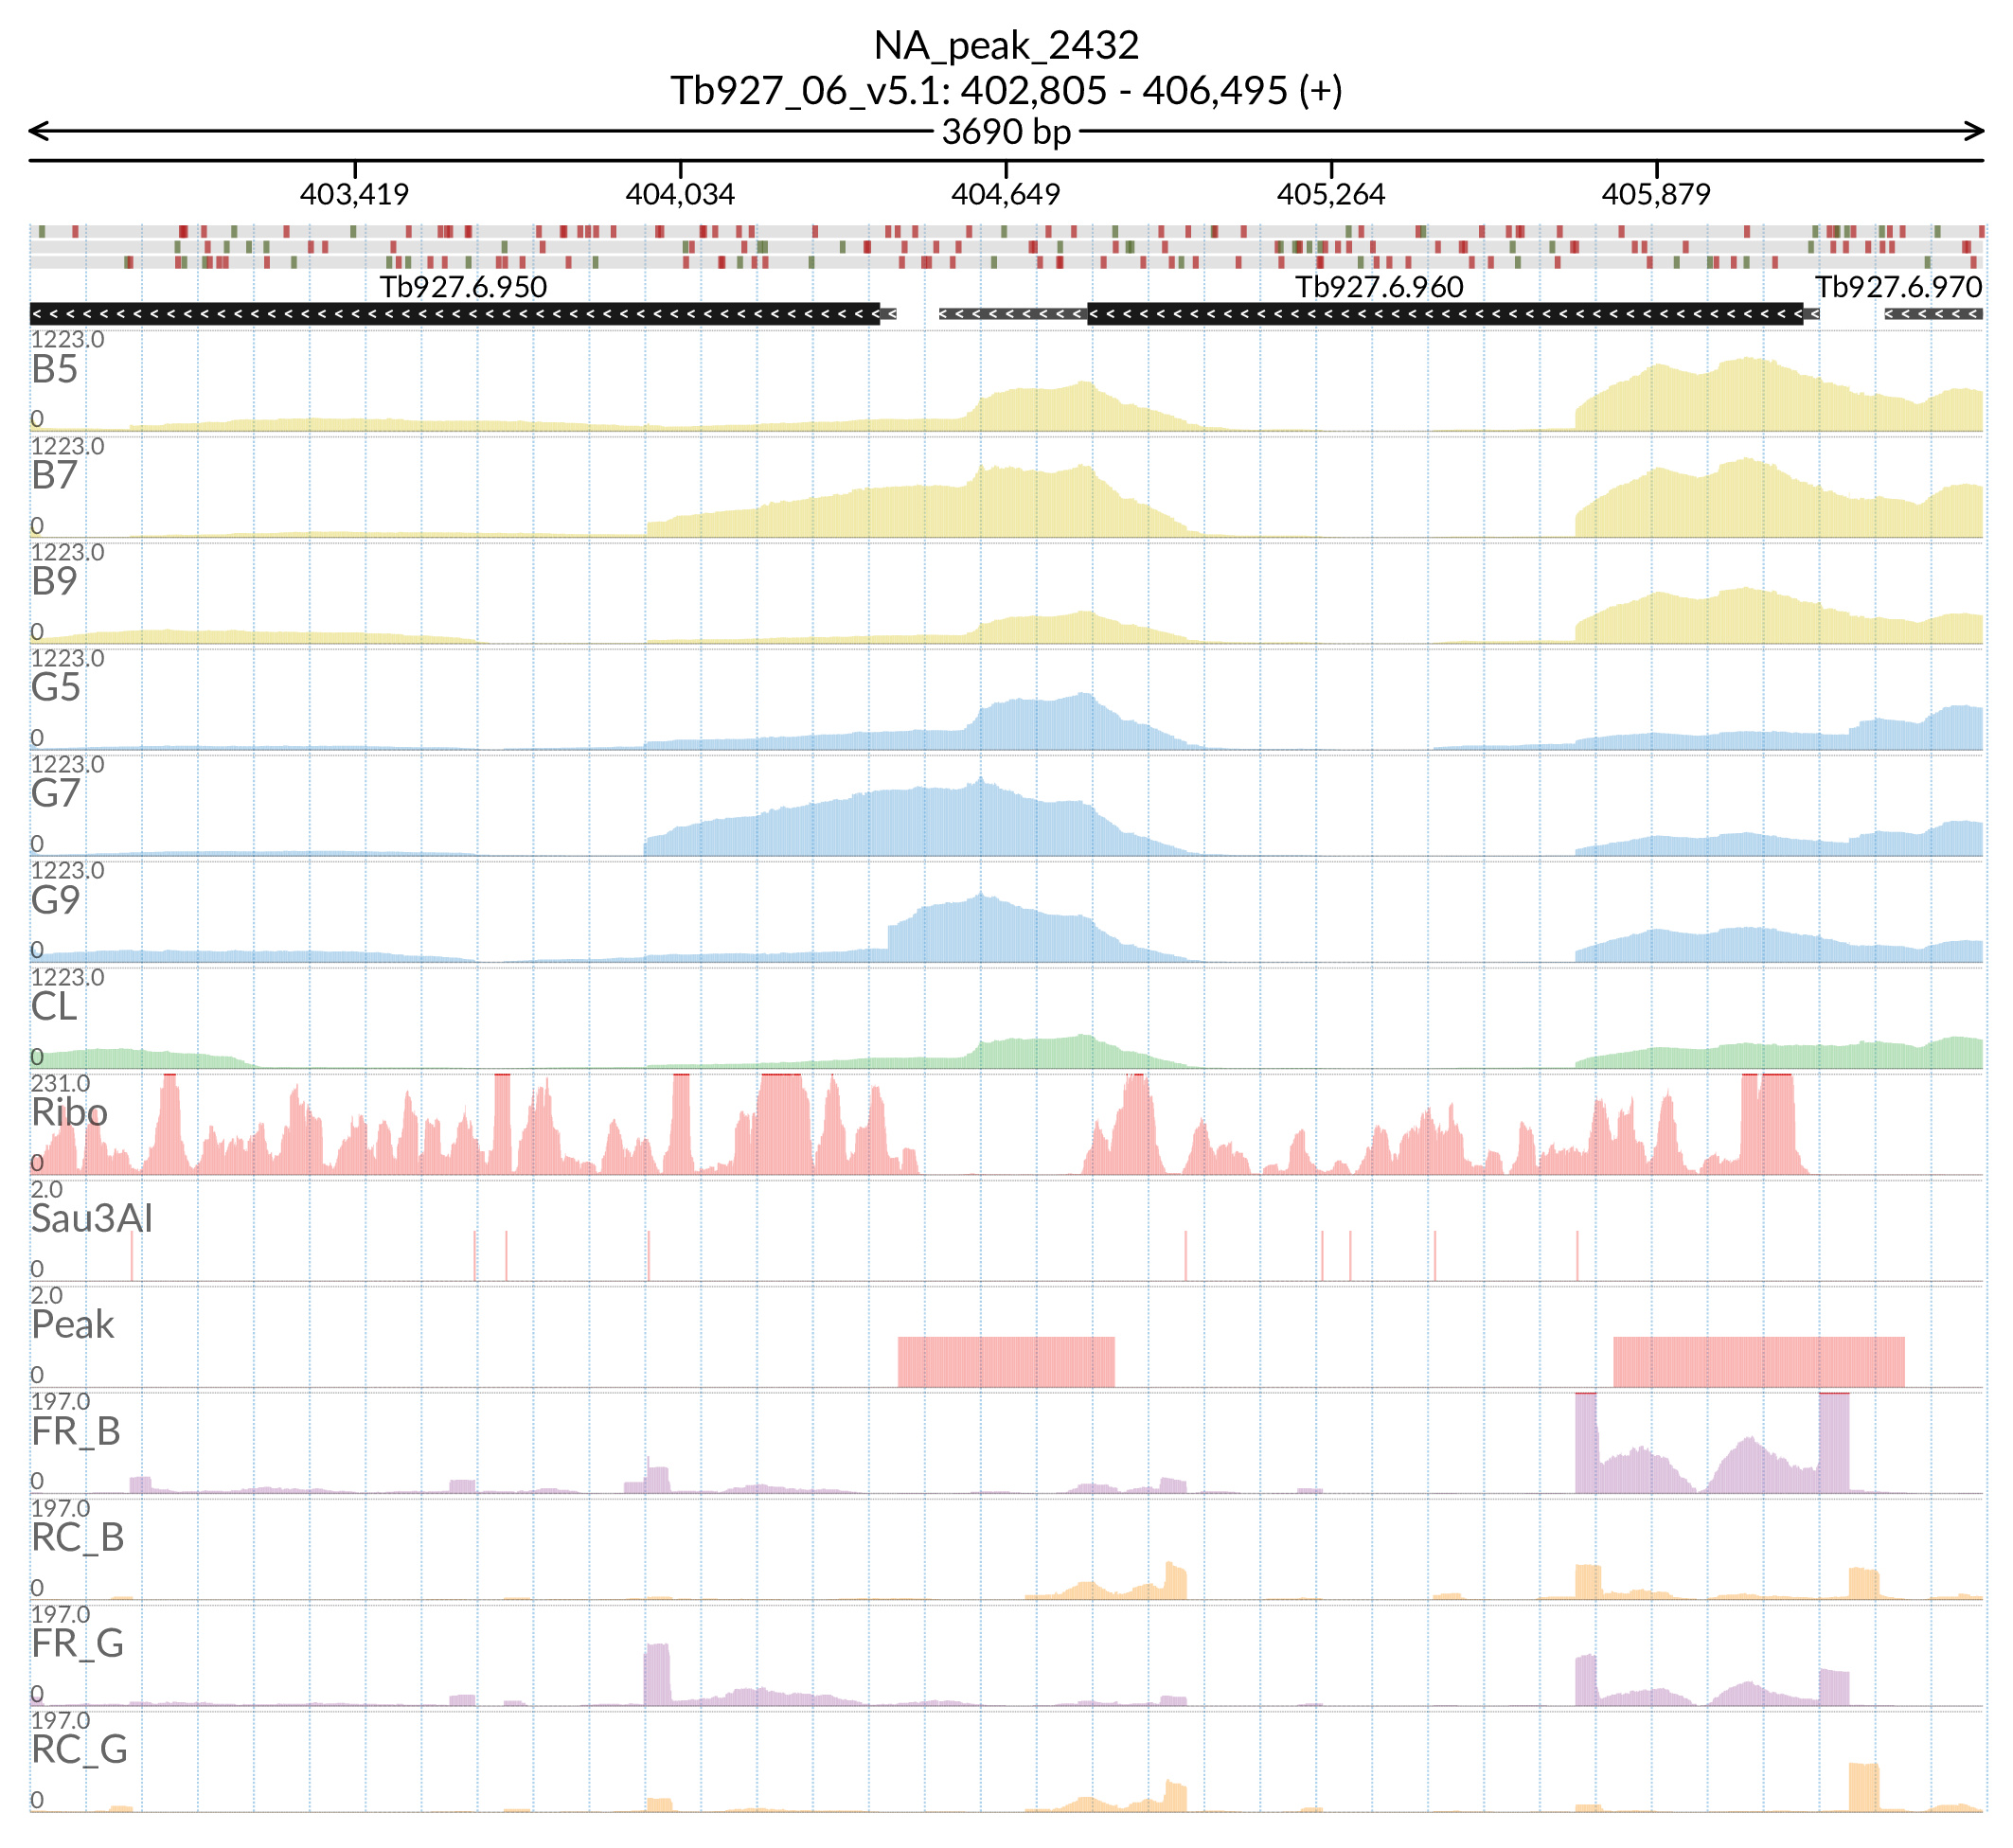 NA_peak_2432
Tb927_06_v5.1: 402,805 - 406,495 (+)
3690 bp
403,419 404,034 404,649 405,264 405,879
Tb927.6.950 Tb927.6.960 Tb927.6.970
1223.0
B5
0
1223.0
B7
0
1223.0
B9
0
1223.0
G5
0
1223.0
G7
0
1223.0
G9
0
1223.0
CL
0
231.0
Ribo
0
2.0
Sau3AI
0
2.0
Peak
0
197.0
FR_B
0
197.0
RC_B
0
197.0
FR_G
0
197.0
RC_G
0